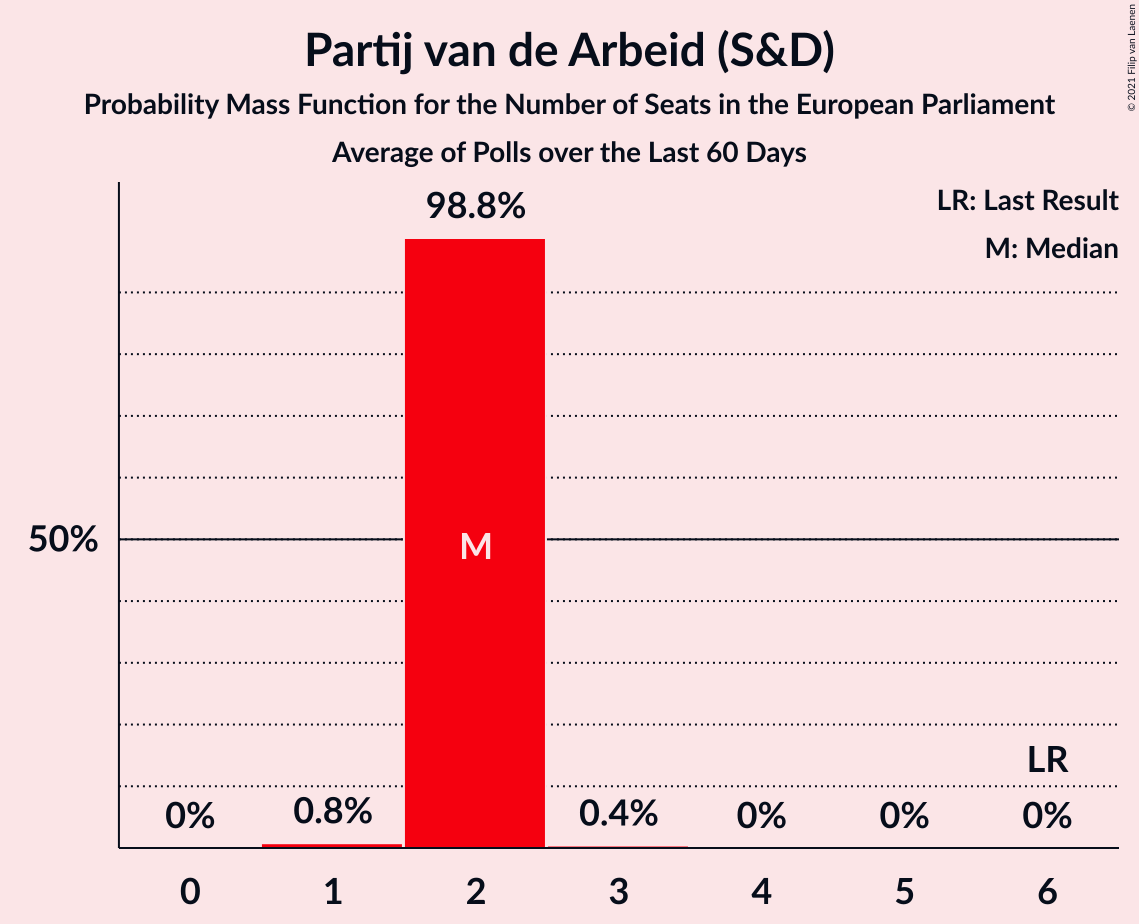 Partij van de Arbeid (S&D)
Probability Mass Function for the Number of Seats in the European Parliament
Average of Polls over the Last 60 Days
© 2021 Filip van Laenen
LR: Last Result
M: Median
98.8%
50%
M
LR
0% 0.8% 0.4% 0% 0% 0%
0 1 2 3 4 5 6